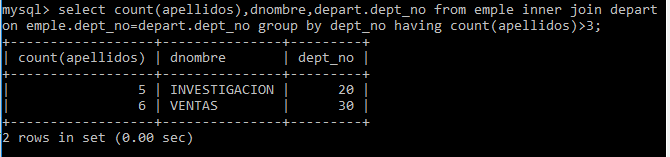 mysql> select count(apellidos),dnombre,depart.dept_no from emple inner join depart
on emple.dept_no=depart.dept_no group by dept_no having count(apellidos)>3;
+------------------+---------------+---------+
| count(apellidos) | dnombre       | dept_no |
+------------------+---------------+---------+
|                5 | INVESTIGACION |      20 |
|                6 | VENTAS        |      30 |
+------------------+---------------+---------+
2 rows in set (0.00 sec)